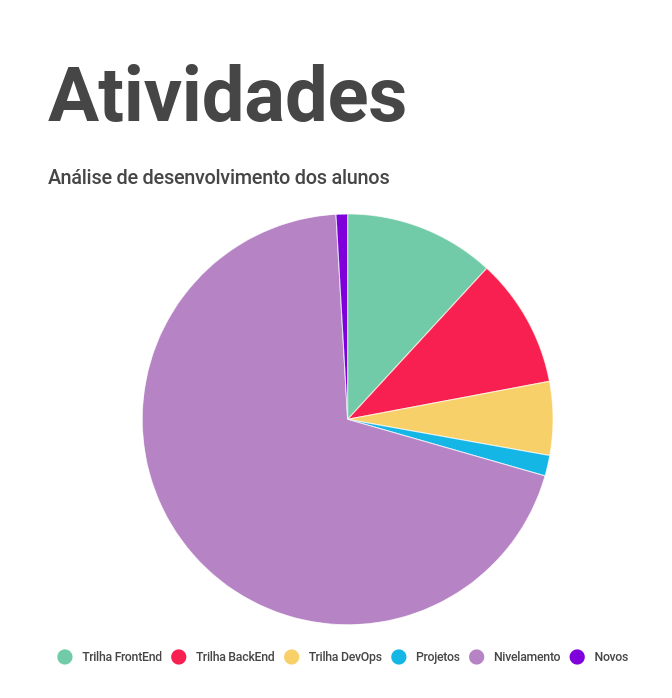 Atividades
Análise de desenvolvimento dos alunos
Trilha FrontEnd Trilha BackEnd Trilha DevOps Projetos Nivelamento Novos